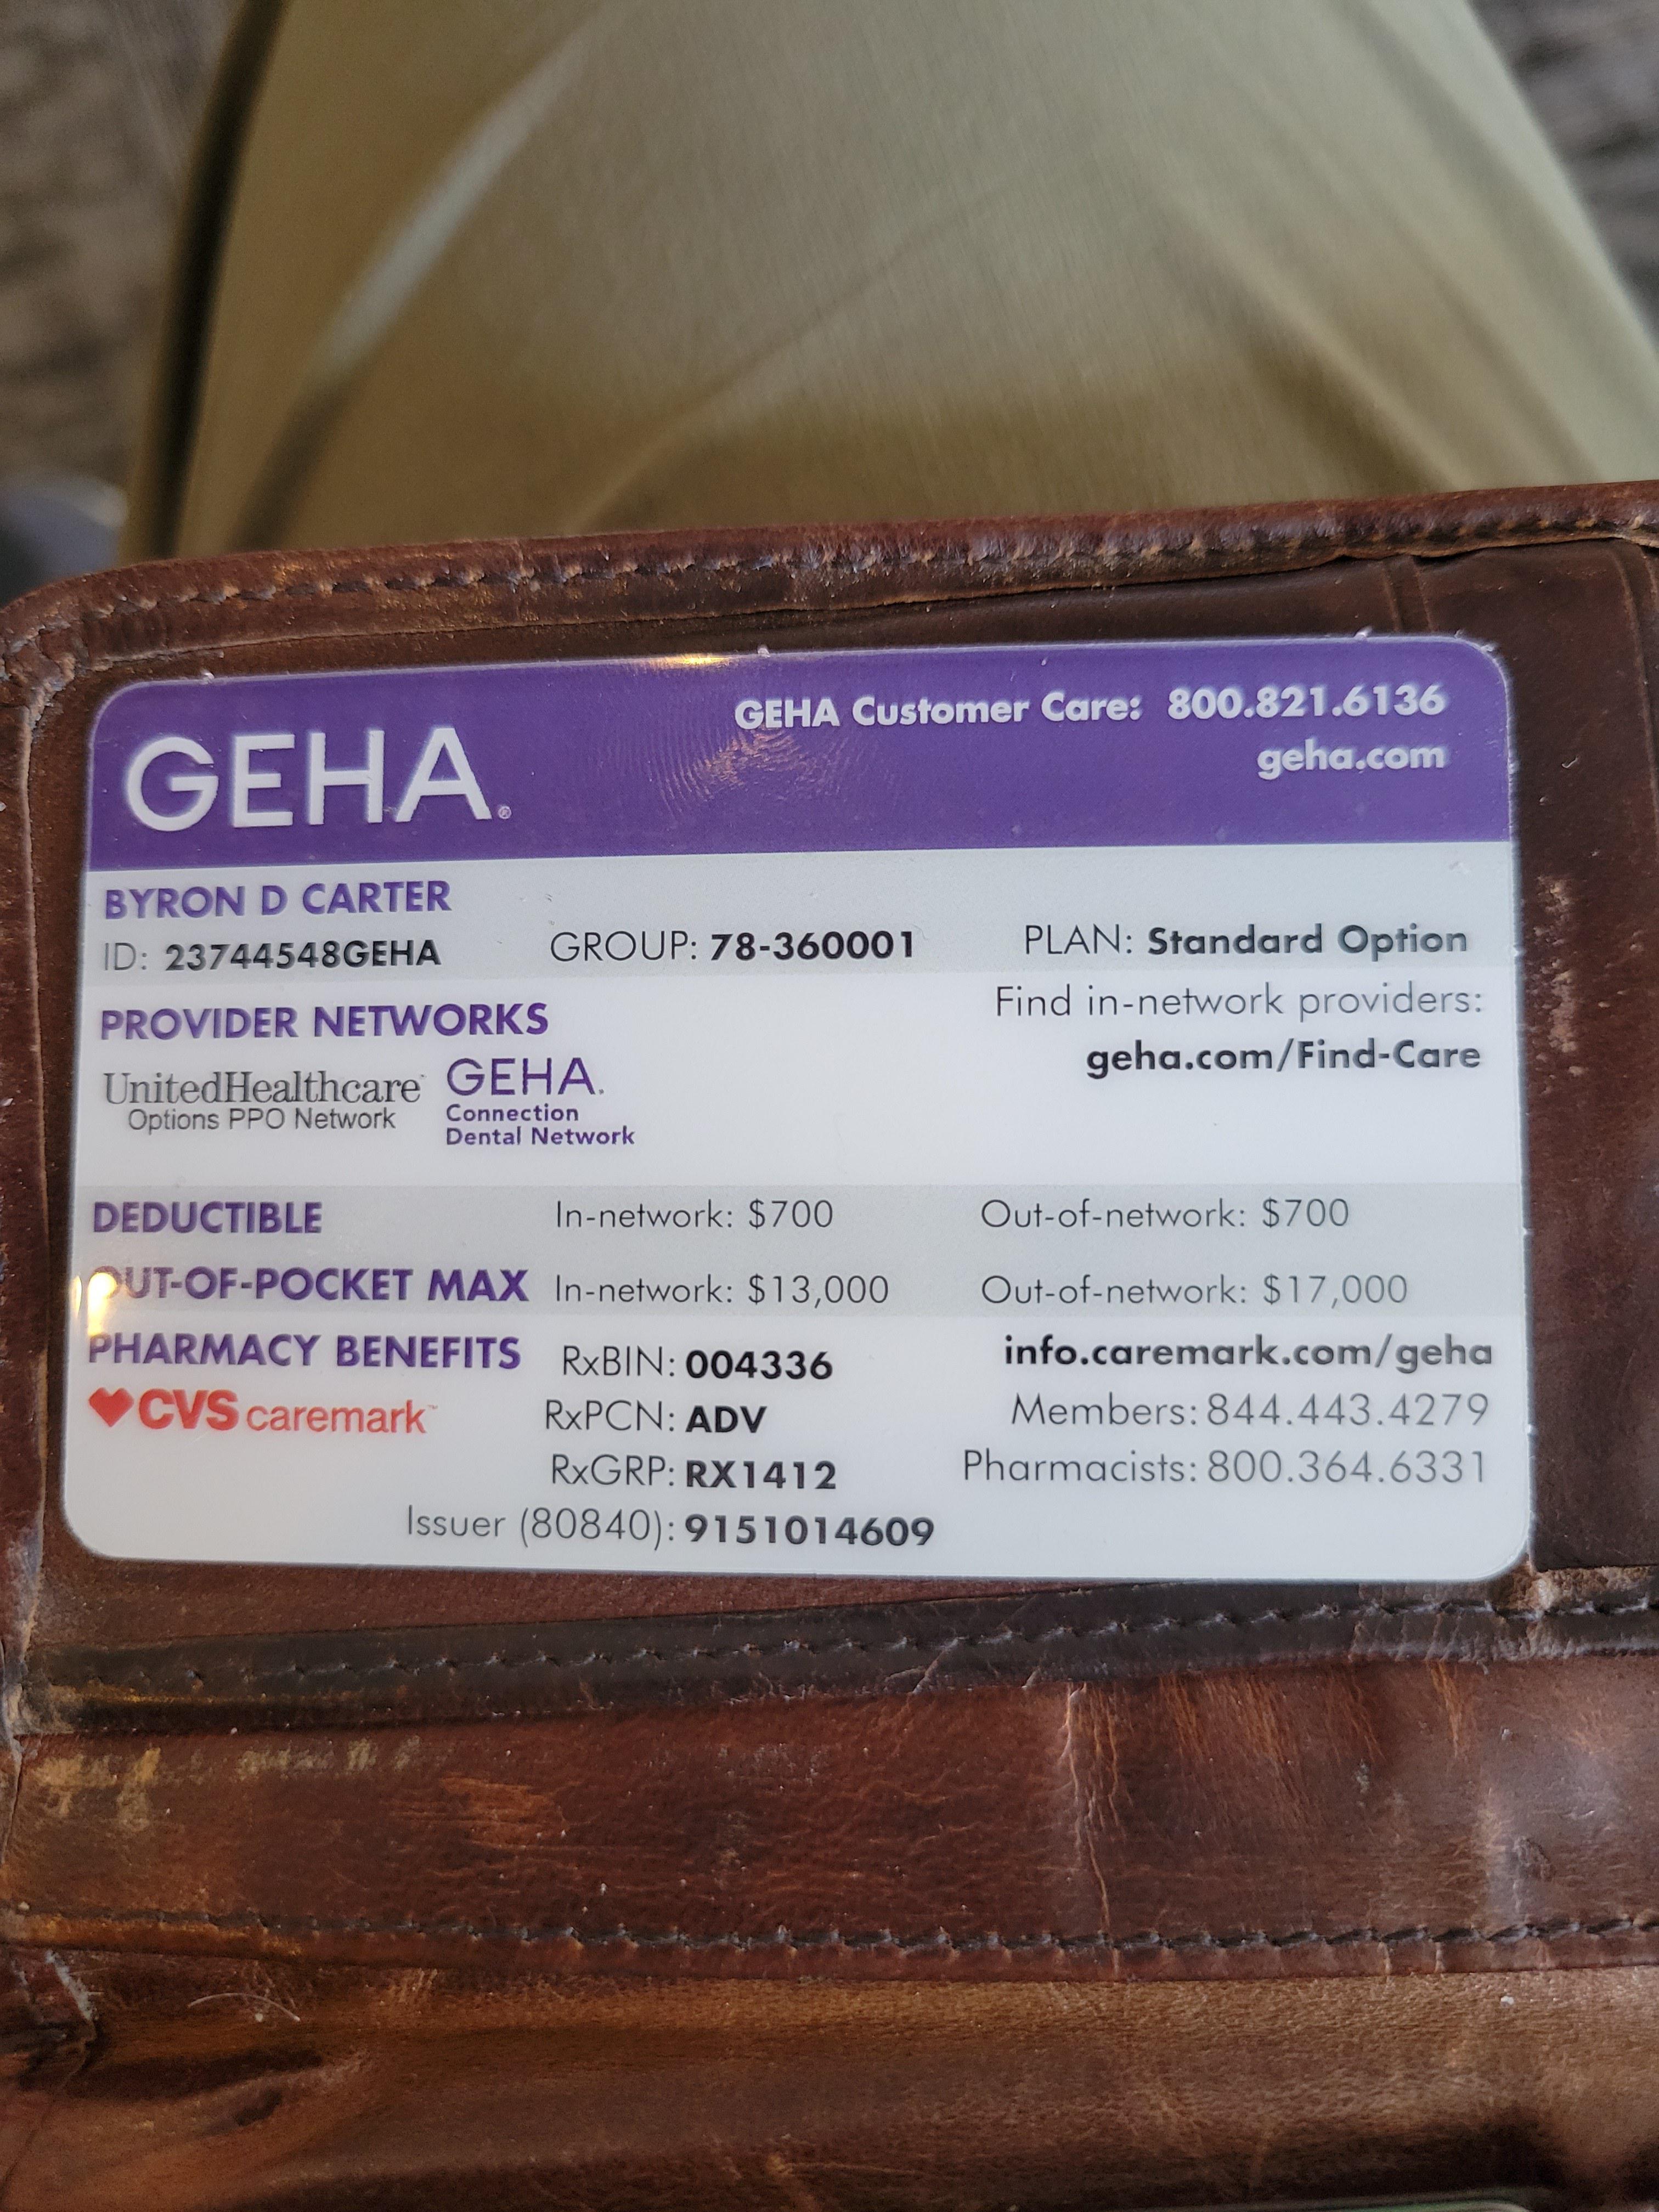 GEHA Customer Care: 800.821.6136
GEHA®
geha.com
BYRON D CARTER
ID: 23744548GEHA GROUP: 78-360001 PLAN: Standard Option
PROVIDER NETWORKS Find in-network providers:
geha.com/Find-Care
UnitedHealthcare GEHA.
Options PPO Network Connection
Dental Network
DEDUCTIBLE In-network: $700 Out-of-network: $700
OUT-OF-POCKET MAX In-network: $13,000 Out-of-network: $17,000
PHARMACY BENEFITS RxBIN: 004336 info.caremark.com/geha
CVS caremark™ RxPCN: ADV Members: 844.443.4279
RxGRP: RX1412 Pharmacists: 800.364.6331
Issuer (80840): 9151014609